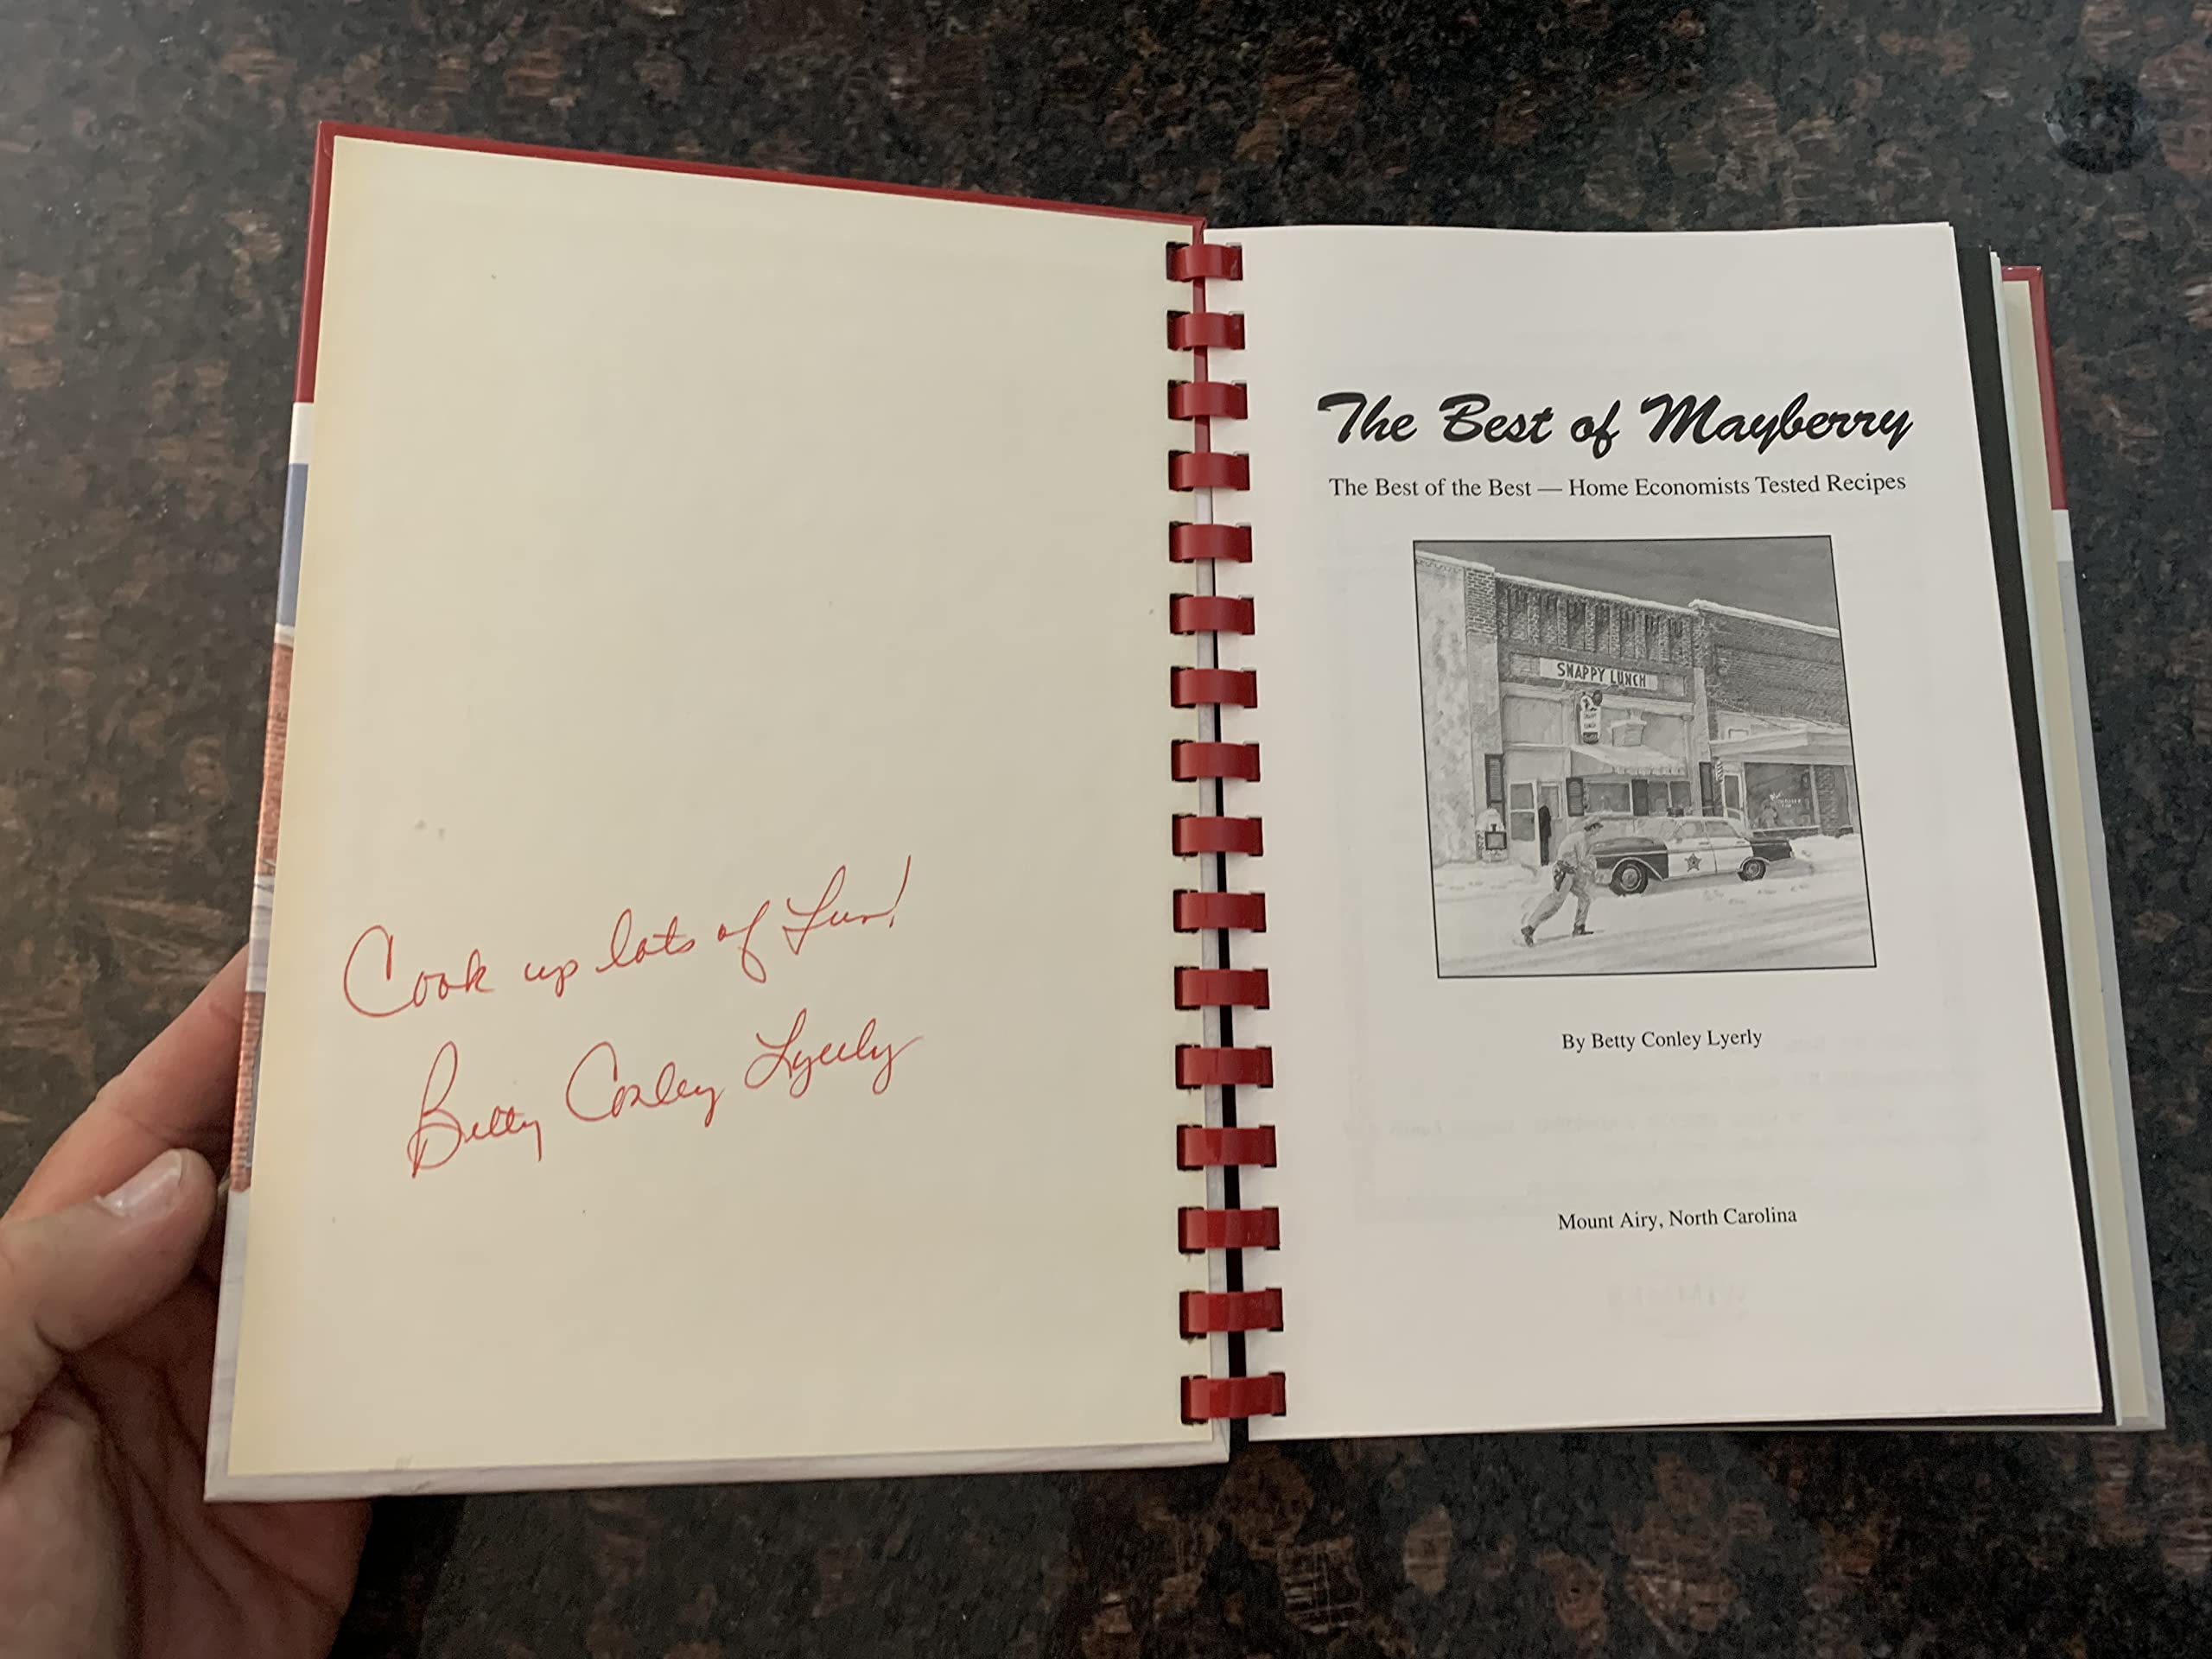 Cook up lots of fun!
Betty Conley Lyerly
The Best of Mayberry
The Best of the Best — Home Economists Tested Recipes
SNAPPY LUNCH
By Betty Conley Lyerly
Mount Airy, North Carolina